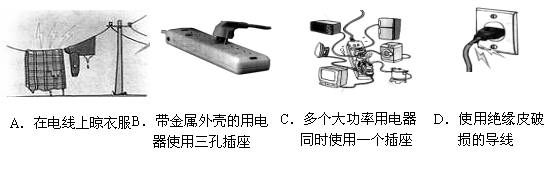 A．在电线上晾衣服
B．带金属外壳的用电
器使用三孔插座
C．多个大功率用电器
同时使用一个插座
D．使用绝缘皮破
损的导线